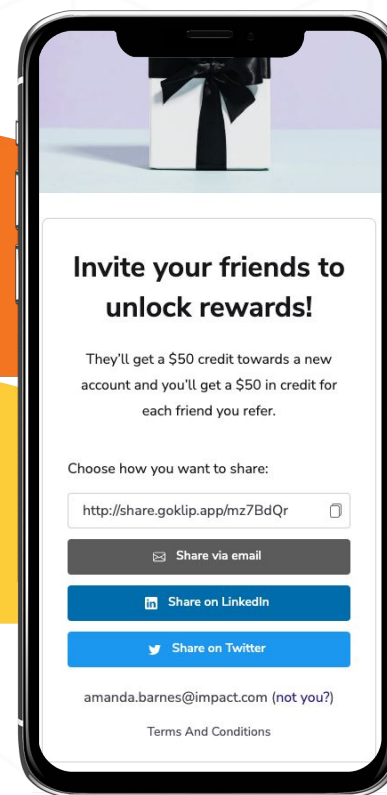 Invite your friends to
unlock rewards!
They'll get a $50 credit towards a new
account and you'll get a $50 in credit for
each friend you refer.
Choose how you want to share:
http://share.goklip.app/mz7BdQr
Share via email
in Share on LinkedIn
Share on Twitter
amanda.barnes@impact.com (not you?)
Terms And Conditions